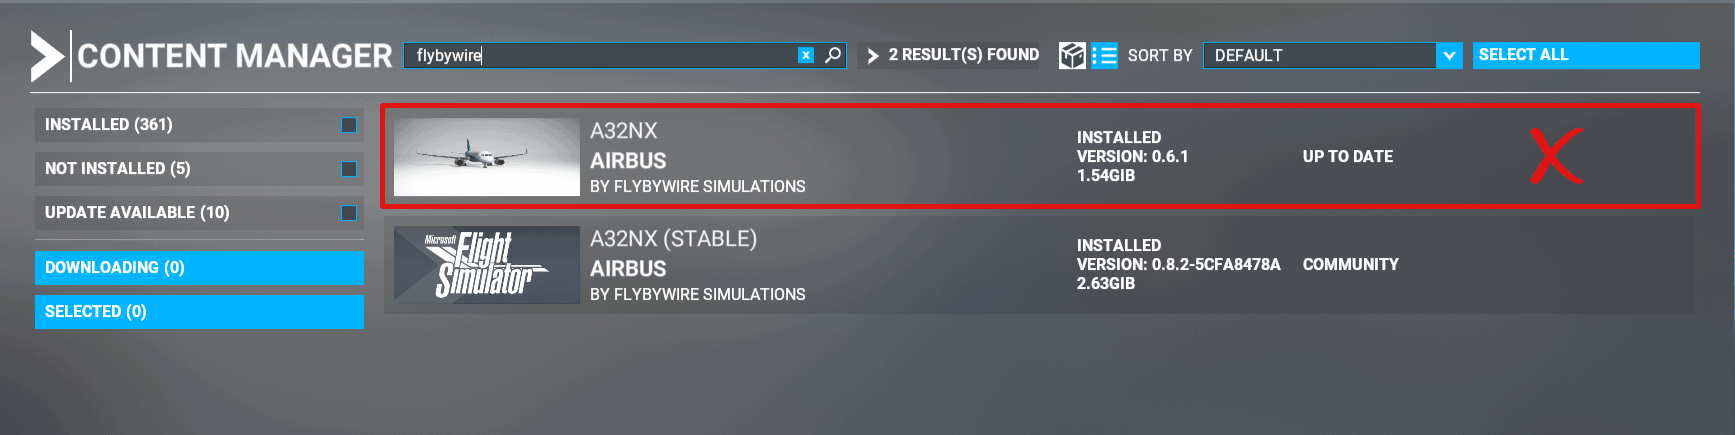 CONTENT MANAGER
flybywire
x
2 RESULT(S) FOUND
SORT BY
DEFAULT
SELECT ALL
INSTALLED (361)
NOT INSTALLED (5)
UPDATE AVAILABLE (10)
DOWNLOADING (0)
SELECTED (0)
A32NX
AIRBUS
BY FLYBYWIRE SIMULATIONS
INSTALLED
VERSION: 0.6.1
1.54GIB
UP TO DATE
Microsoft
Flight
Simulator
A32NX (STABLE)
AIRBUS
BY FLYBYWIRE SIMULATIONS
INSTALLED
VERSION: 0.8.2-5CFA8478A
2.63GIB
COMMUNITY